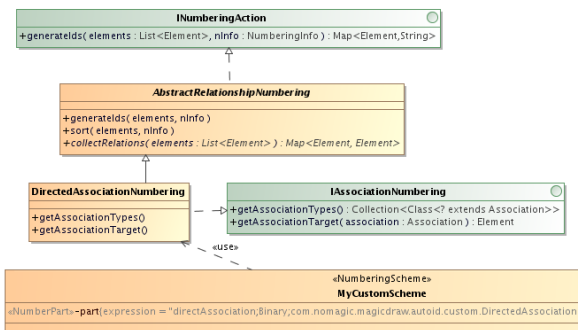 INumberingAction
+generateIds( elements : List<Element>, nInfo : NumberingInfo ) : Map<Element,String>
AbstractRelationshipNumbering
+generateIds( elements, nInfo )
+sort( elements, nInfo )
+collectRelations( elements : List<Element> ) : Map<Element, Element>
DirectedAssociationNumbering
+getAssociationTypes()
+getAssociationTarget()
IAssociationNumbering
+getAssociationTypes() : Collection<Class<? extends Association>>
+getAssociationTarget( association : Association ) : Element
«use»
«NumberingScheme»
MyCustomScheme
«NumberPart»-part(expression = "directAssociation;Binary;com.nomagic.magicdraw.autoid.custom.DirectedAssociation